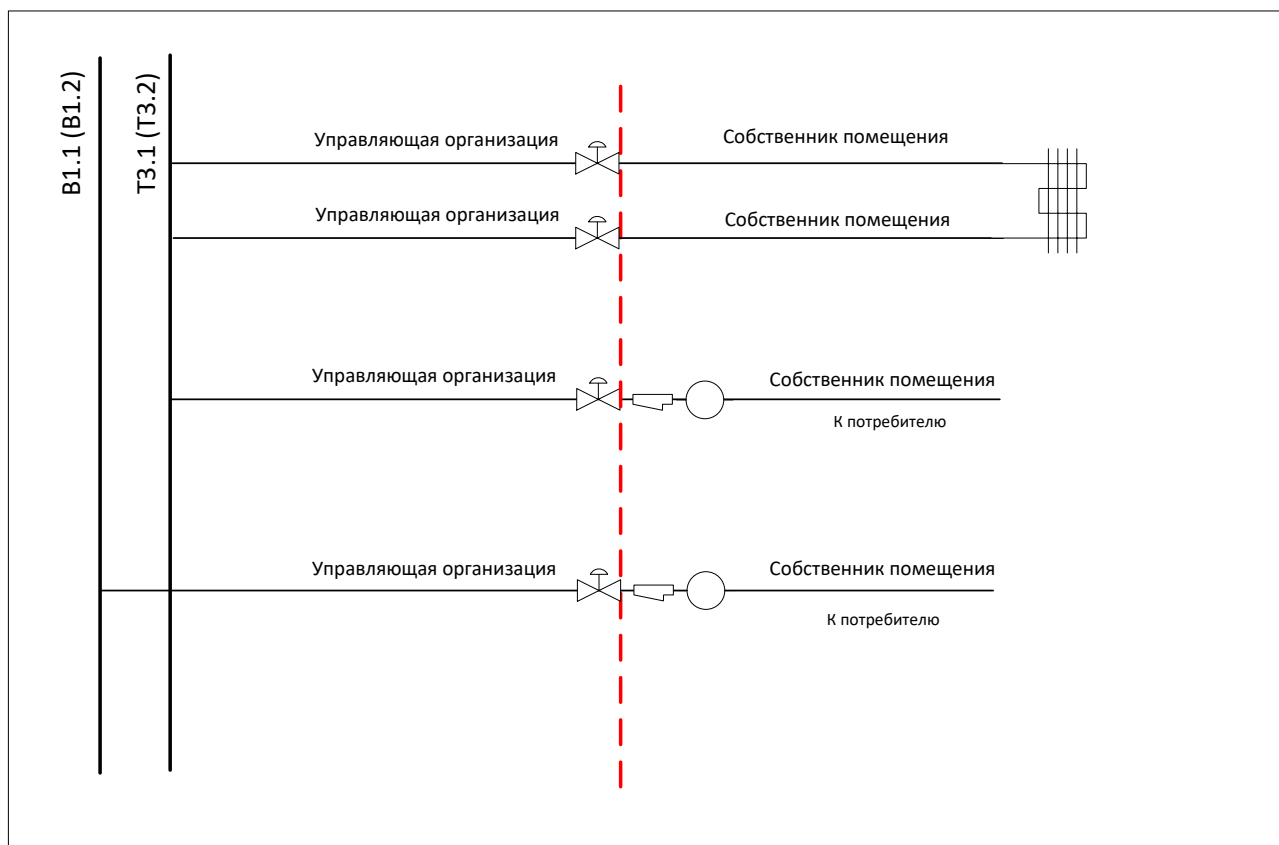 В1.1 (В1.2)
Т3.1 (Т3.2)
Управляющая организация
Собственник помещения
Управляющая организация
Собственник помещения
Управляющая организация
Собственник помещения
К потребителю
Управляющая организация
Собственник помещения
К потребителю